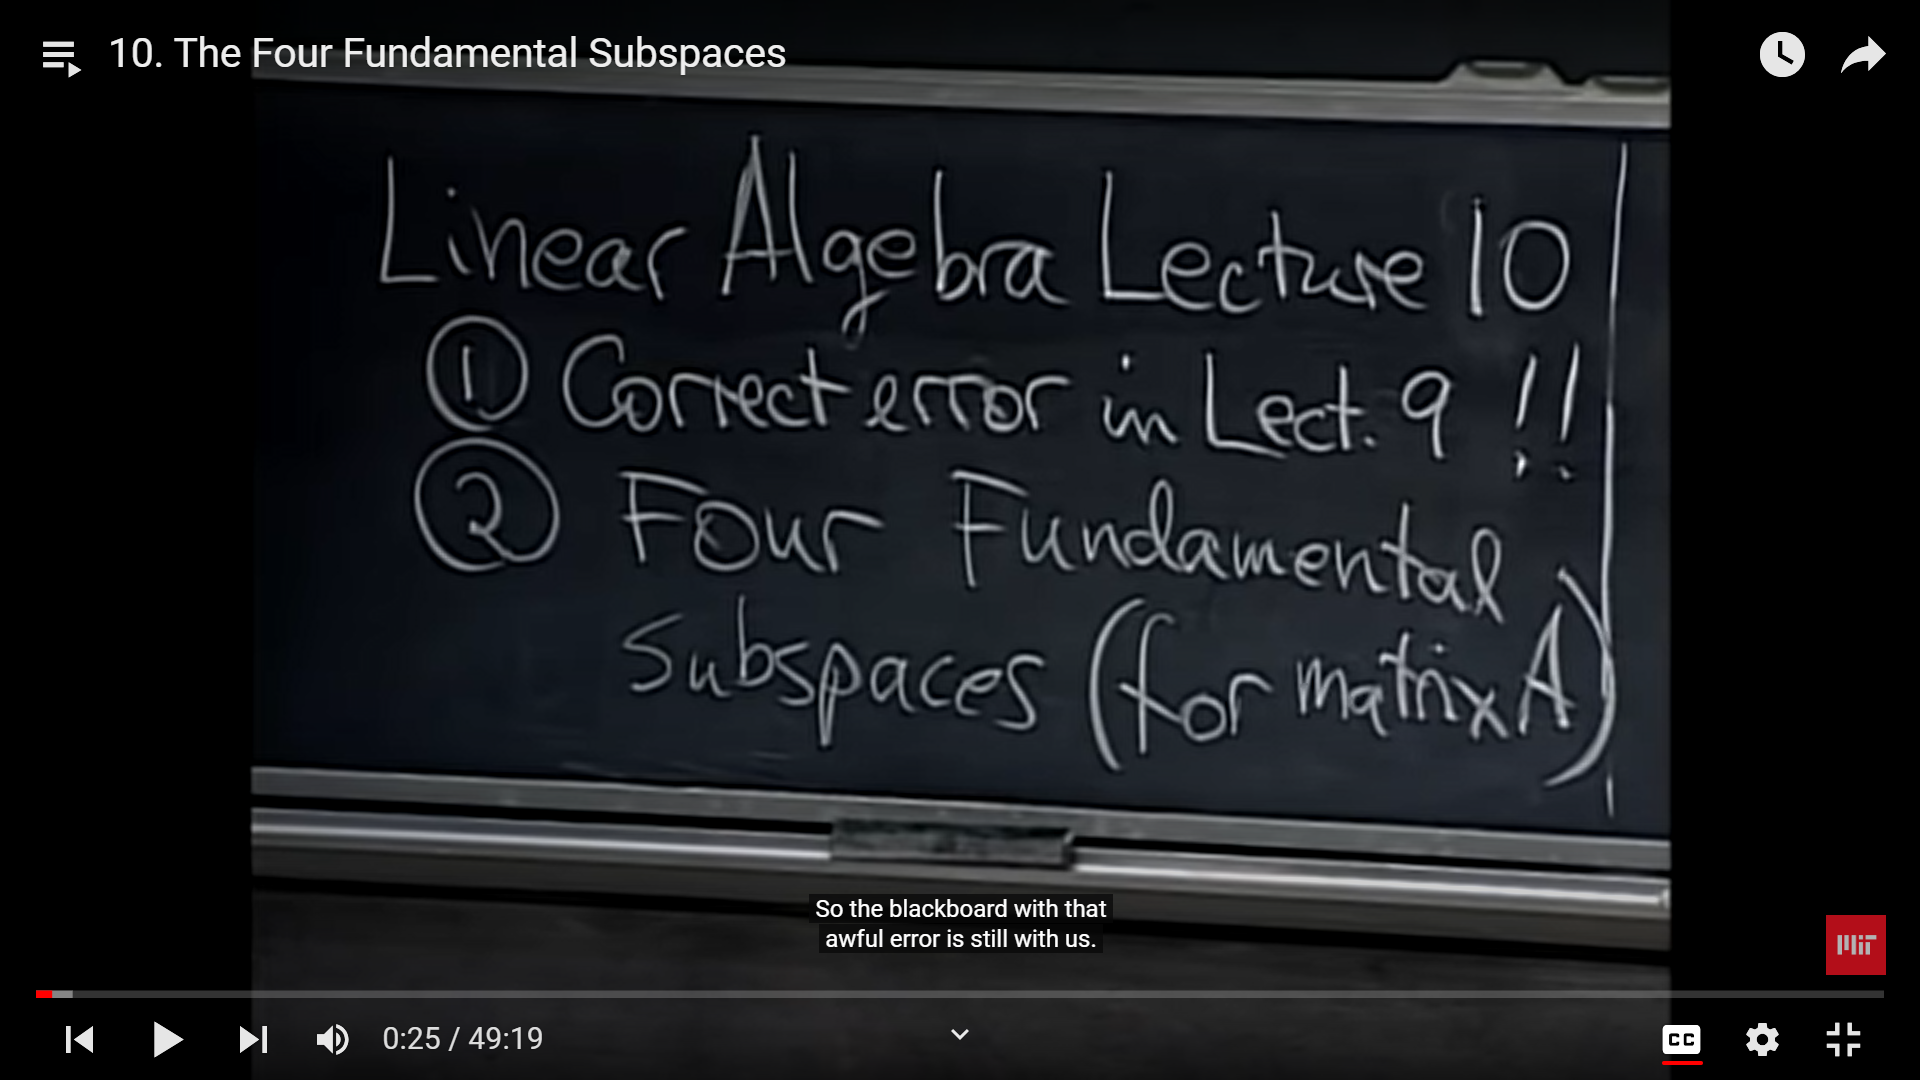 10. The Four Fundamental Subspaces
Linear Algebra Lecture 10
① Correct error in Lect. 9 !!
② Four Fundamental
Subspaces (for matrix A)
So the blackboard with that
awful error is still with us.
MIT
0:25 / 49:19
CC